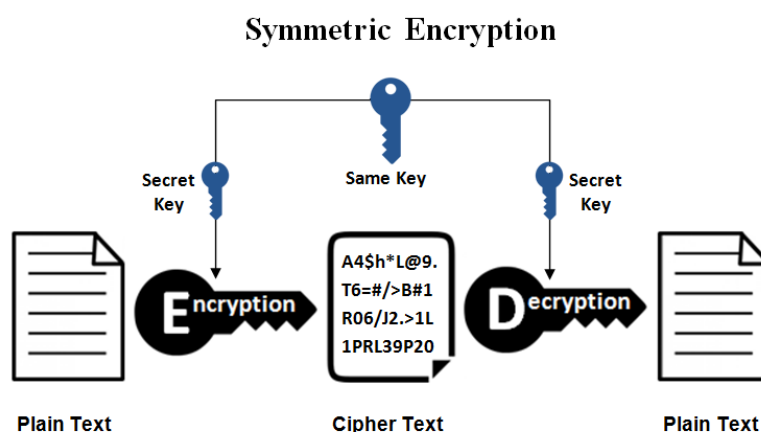 Symmetric Encryption
Secret
Key
Same Key
Secret
Key
Encryption
A4$h*L@9.
T6=#/>B#1
R06/J2.>1L
1PRL39P20
Decryption
Plain Text
Cipher Text
Plain Text